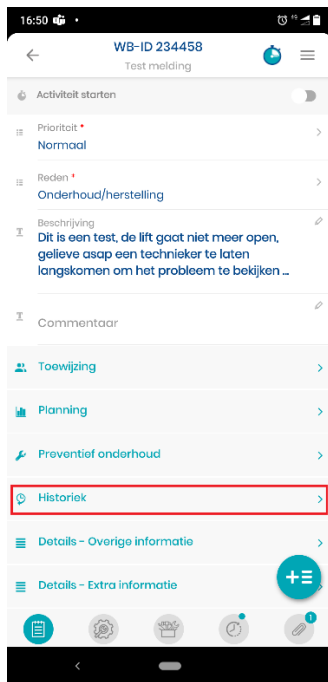 16:50
WB-ID 234458
Test melding
Activiteit starten
Prioriteit *
Normaal
Reden *
Onderhoud/herstelling
Beschrijving
Dit is een test, de lift gaat niet meer open,
gelieve asap een technieker te laten
langskomen om het probleem te bekijken ...
Commentaar
Toewijzing
Planning
Preventief onderhoud
Historiek
Details - Overige informatie
Details - Extra informatie
1